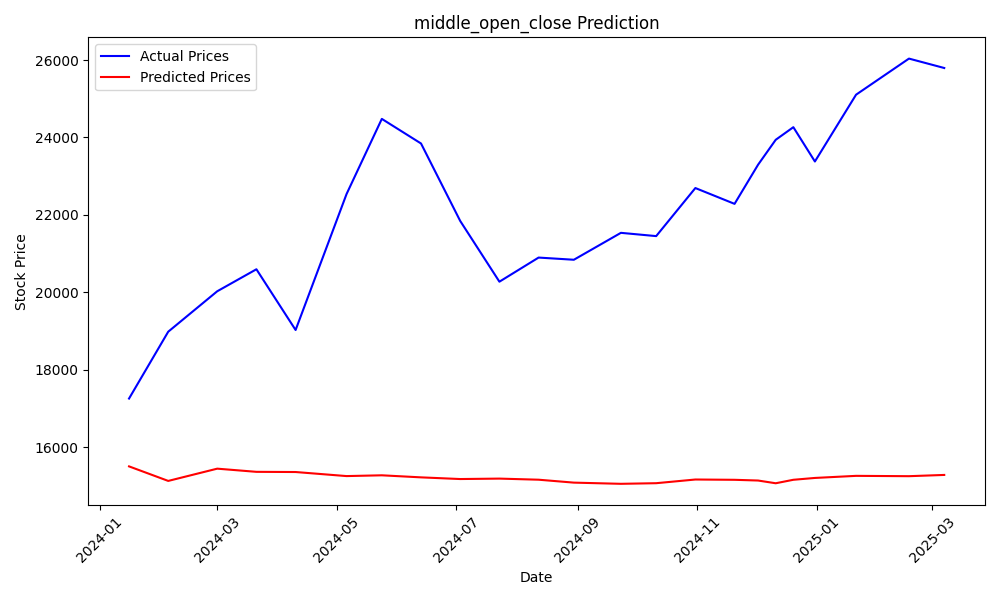 middle_open_close Prediction
Actual Prices
Predicted Prices
Stock Price
26000
24000
22000
20000
18000
16000
2024-01
2024-03
2024-05
2024-07
2024-09
2024-11
2025-01
2025-03
Date